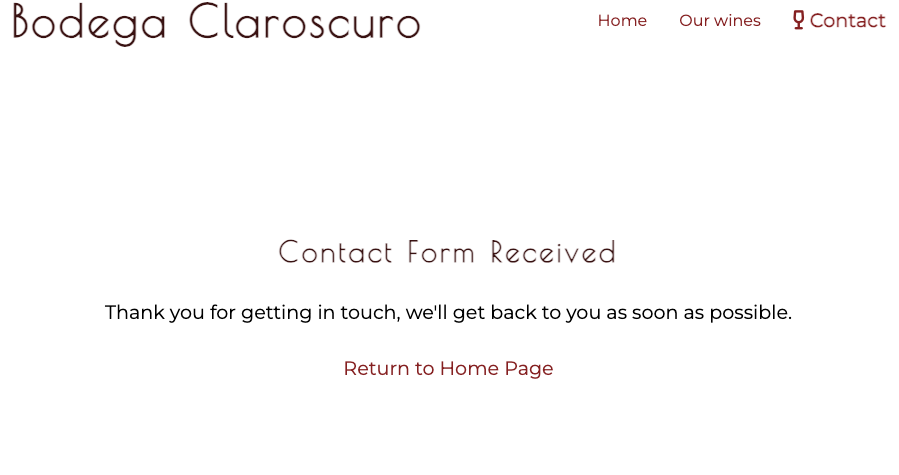 Bodega Claroscuro
Home Our wines Contact
Contact Form Received
Thank you for getting in touch, we'll get back to you as soon as possible.
Return to Home Page